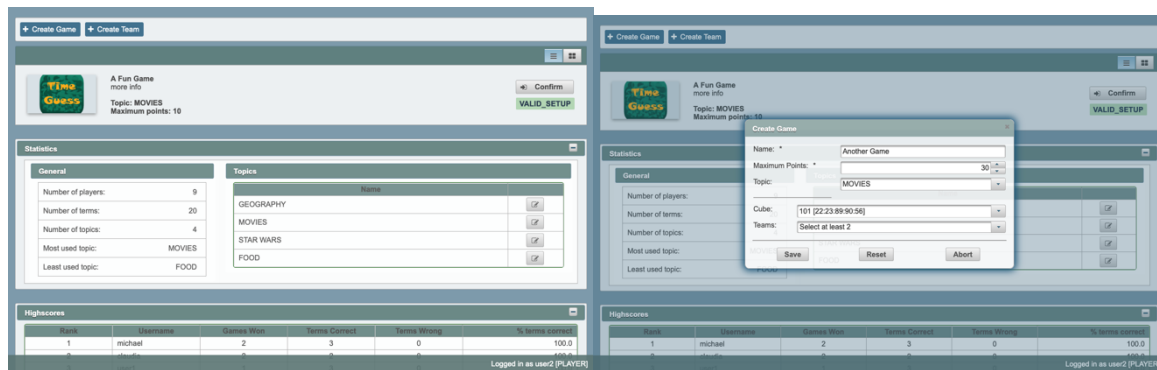 + Create Game + Create Team
Time
Guess
A Fun Game
more info
Topic: MOVIES
Maximum points: 10
Confirm
VALID_SETUP
Statistics
General
Number of players: 9
Number of terms: 20
Number of topics: 4
Most used topic: MOVIES
Least used topic: FOOD
Topics
Name
GEOGRAPHY
MOVIES
STAR WARS
FOOD
Highscores
Rank Username Games Won Terms Correct Terms Wrong % terms correct
1 michael 2 3 0 100.0
Logged in as user2 [PLAYER]
+ Create Game + Create Team
Time
Guess
A Fun Game
more info
Topic: MOVIES
Maximum points: 10
Confirm
VALID_SETUP
Create Game
Name: * Another Game
Maximum Points: * 30
Topic: MOVIES
Cube: 101 [22:23:89:90:56]
Teams: Select at least 2
Save Reset Abort
Statistics
General
Number of players:
Number of terms:
Number of topics:
Most used topic:
Least used topic: FOOD
Highscores
Rank Username Games Won Terms Correct Terms Wrong % terms correct
1 michael 2 3 0 100.0
Logged in as user2 [PLAYER]